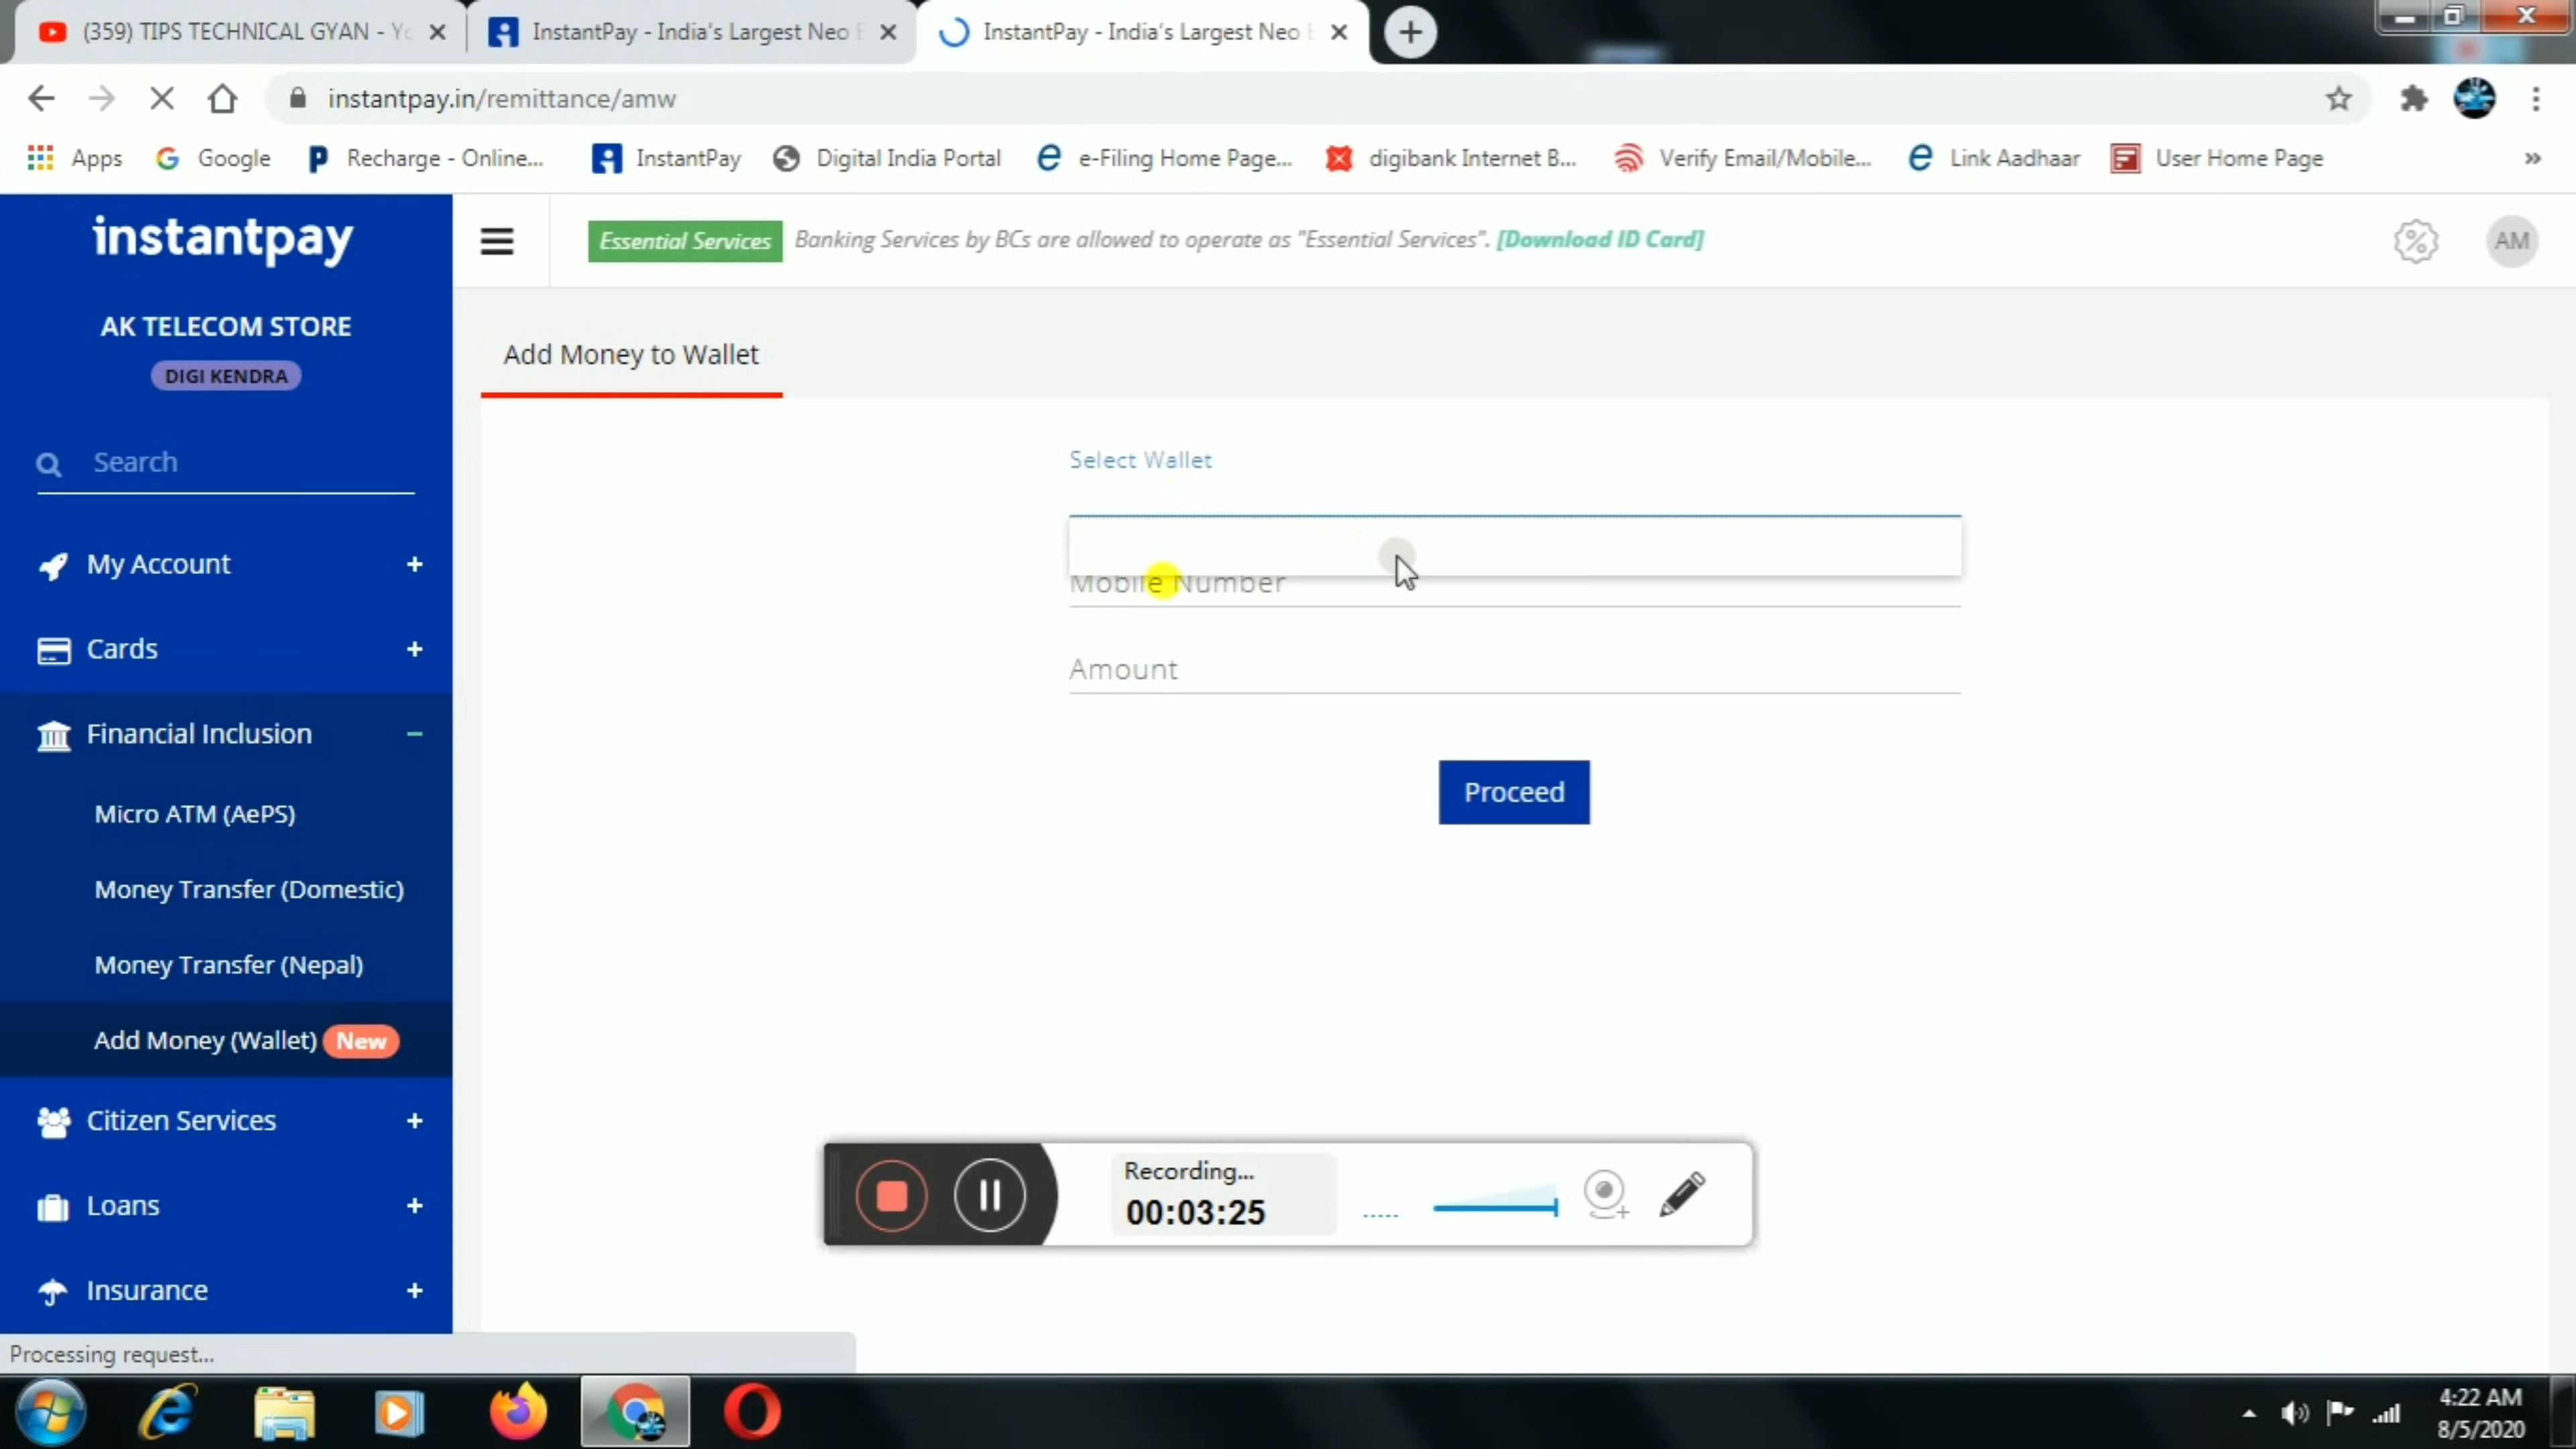 (359) TIPS TECHNICAL GYAN - Yo
InstantPay - India's Largest Neo B
InstantPay - India's Largest Neo B
instantpay.in/remittance/amw
Apps
Google
Recharge - Online...
InstantPay
Digital India Portal
e-Filing Home Page...
digibank Internet B...
Verify Email/Mobile...
Link Aadhaar
User Home Page
»
instantpay
Essential Services Banking Services by BCs are allowed to operate as "Essential Services". [Download ID Card]
AM
AK TELECOM STORE
DIGI KENDRA
Search
My Account +
Cards +
Financial Inclusion −
Micro ATM (AePS)
Money Transfer (Domestic)
Money Transfer (Nepal)
Add Money (Wallet) New
Citizen Services +
Loans +
Insurance +
Add Money to Wallet
Select Wallet
Mobile Number
Amount
Proceed
Recording...
00:03:25
Processing request...
4:22 AM
8/5/2020